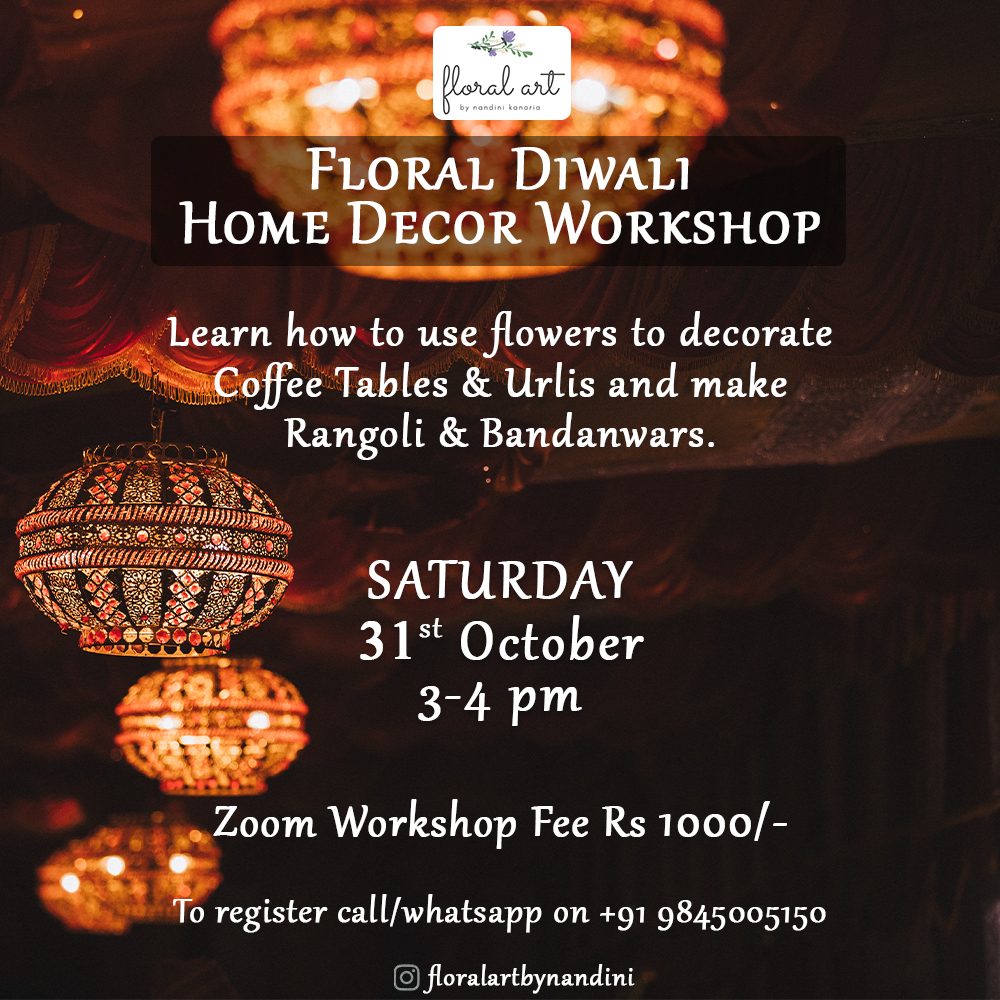 floral art
by nandini kanoria
Floral Diwali
Home Decor Workshop
Learn how to use flowers to decorate
Coffee Tables & Urlis and make
Rangoli & Bandanwars.
SATURDAY
31st October
3-4 pm
Zoom Workshop Fee Rs 1000/-
To register call/whatsapp on +91 9845005150
floralartbynandini